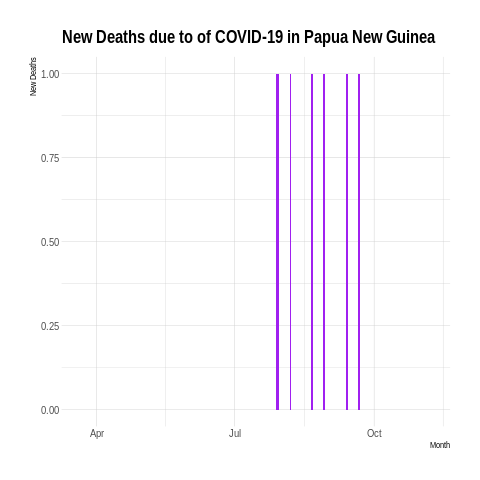 New Deaths due to of COVID-19 in Papua New Guinea
New Deaths
1.00
0.75
0.50
0.25
0.00
Apr Jul Oct
Month